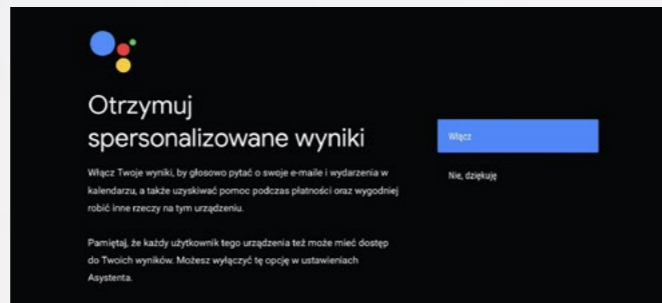 Otrzymuj
spersonalizowane wyniki
Włącz Twoje wyniki, by głosowo pytać o swoje e-maile i wydarzenia w
kalendarzu, a także uzyskiwać pomoc podczas płatności oraz wygodniej
robić inne rzeczy na tym urządzeniu.
Pamiętaj, że każdy użytkownik tego urządzenia też może mieć dostęp
do Twoich wyników. Możesz wyłączyć tę opcję w ustawieniach
Asystenta.
Włącz
Nie, dziękuję